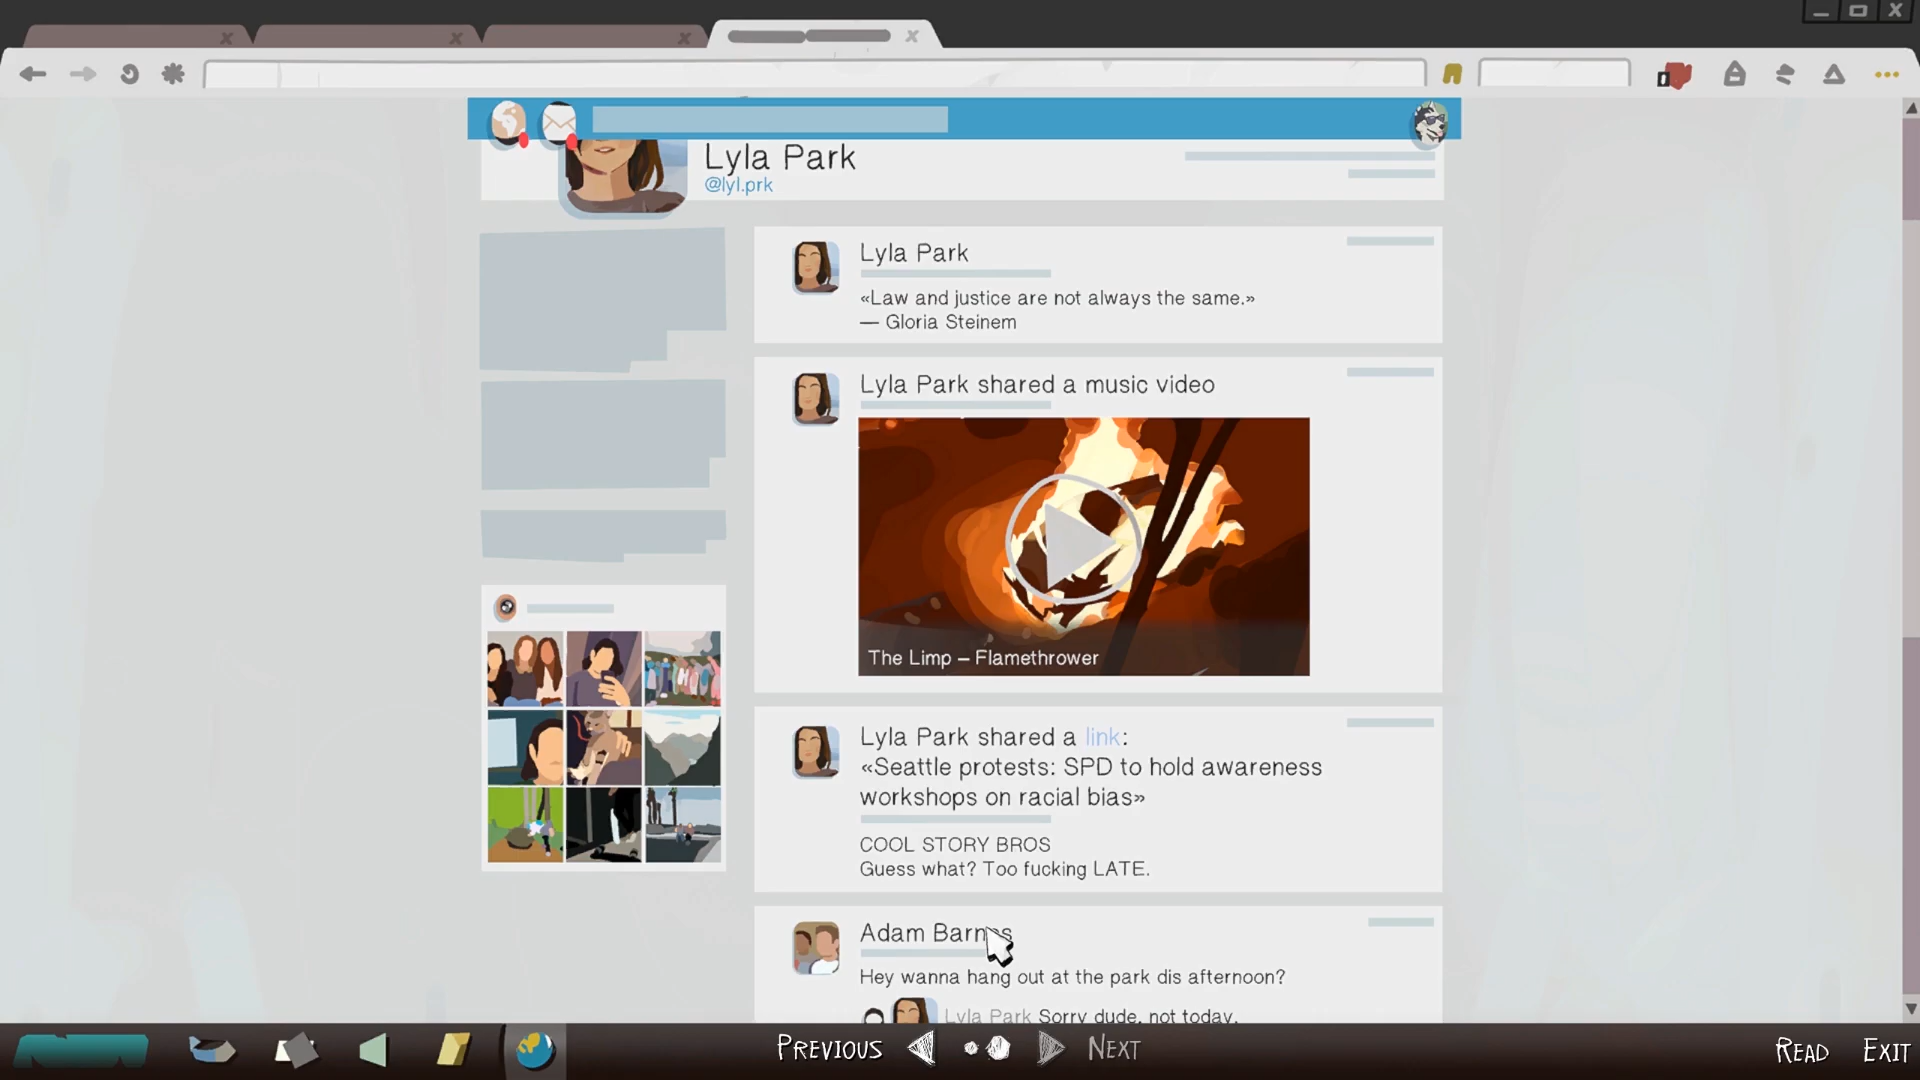 Lyla Park
@lyl.prk
Lyla Park
«Law and justice are not always the same.»
— Gloria Steinem
Lyla Park shared a music video
The Limp – Flamethrower
Lyla Park shared a link:
«Seattle protests: SPD to hold awareness
workshops on racial bias»
COOL STORY BROS
Guess what? Too fucking LATE.
Adam Barnes
Hey wanna hang out at the park dis afternoon?
Lyla Park Sorry dude, not today.
PREVIOUS
NEXT
READ
EXIT